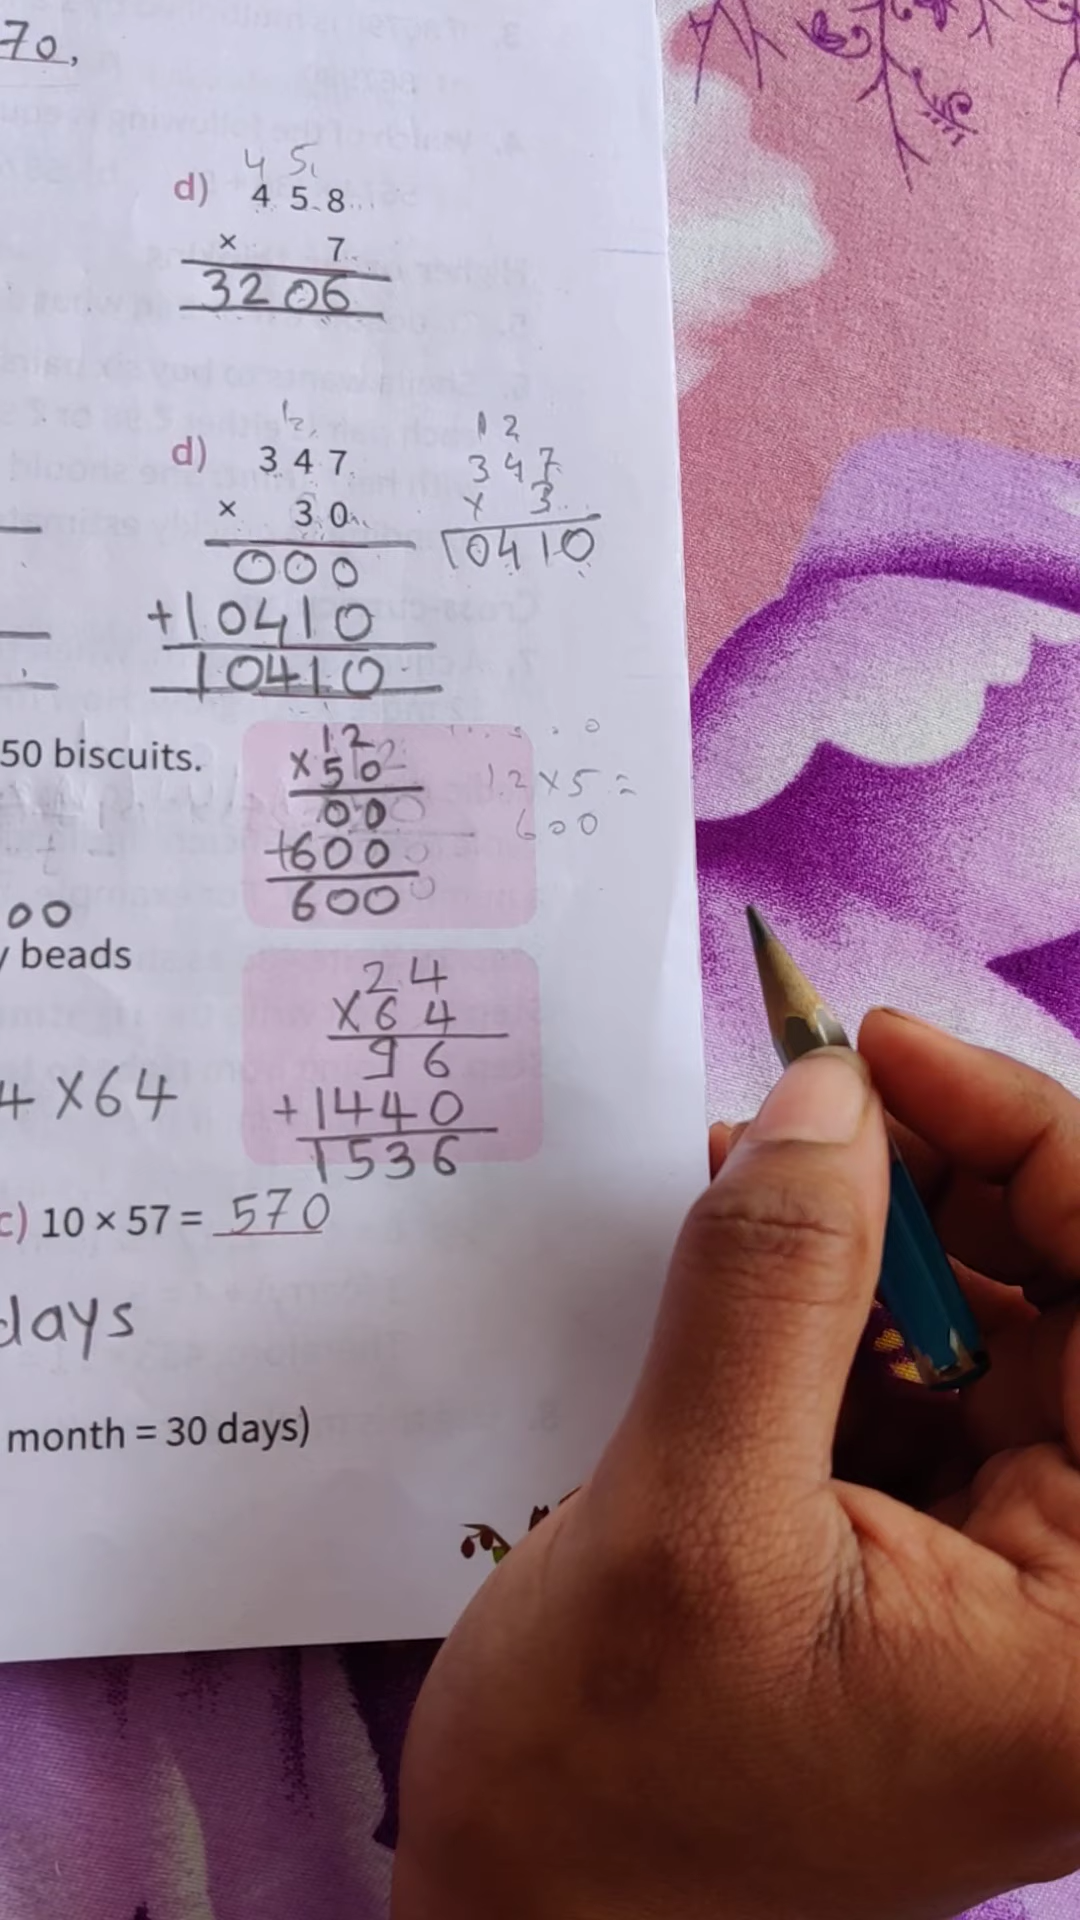 70,
4 5
d) 4 5 8
× 7
3206
1 2
d) 3 4 7
× 3 0
000
+10410
10410
1 2
3 4 7
× 3
10410
50 biscuits.
12
×50
00
+600
600
12×5=
600
00
beads
24
×64
96
+1440
1536
4×64
c) 10 × 57 = 570
days
month = 30 days)